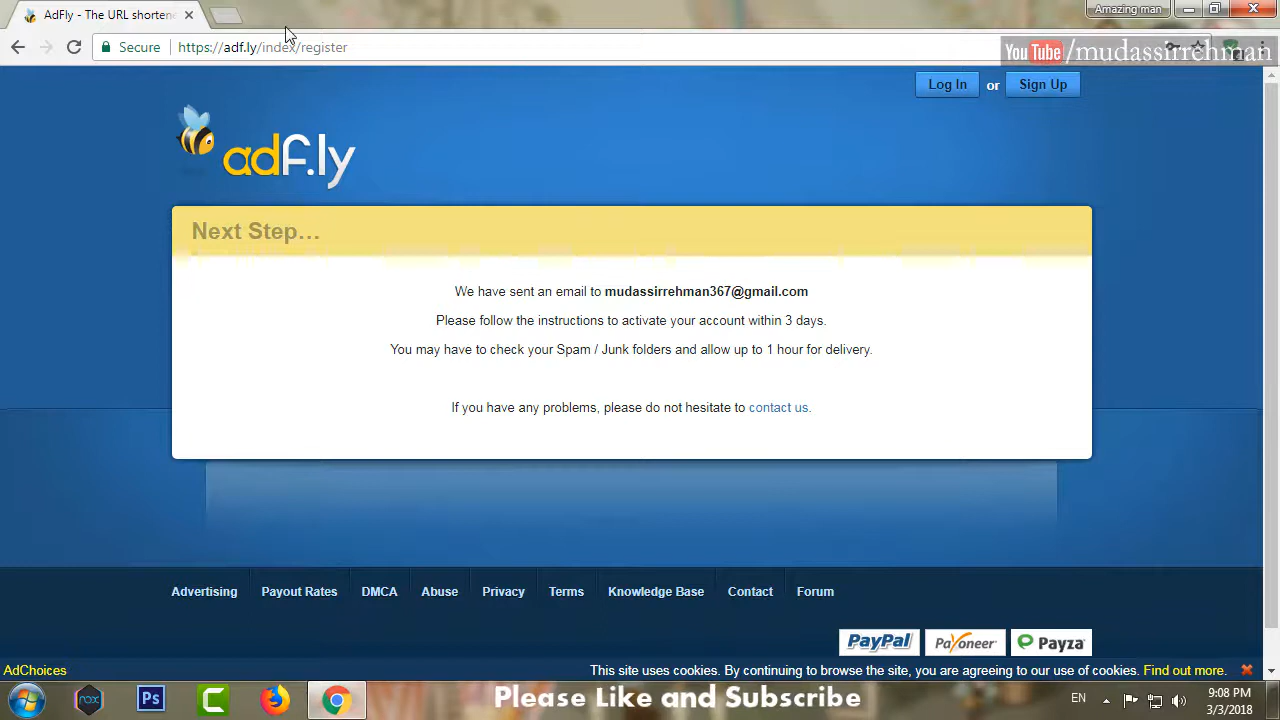 AdFly - The URL shortene
Amazing man
Secure
https://adf.ly/index/register
You Tube /mudassirrehman
Log In or Sign Up
adf.ly
Next Step…
We have sent an email to mudassirrehman367@gmail.com
Please follow the instructions to activate your account within 3 days.
You may have to check your Spam / Junk folders and allow up to 1 hour for delivery.
If you have any problems, please do not hesitate to contact us.
Advertising
Payout Rates
DMCA
Abuse
Privacy
Terms
Knowledge Base
Contact
Forum
PayPal
Payoneer
Payza
AdChoices
This site uses cookies. By continuing to browse the site, you are agreeing to our use of cookies. Find out more.
nox
Ps
C
Please Like and Subscribe
EN
9:08 PM
3/3/2018